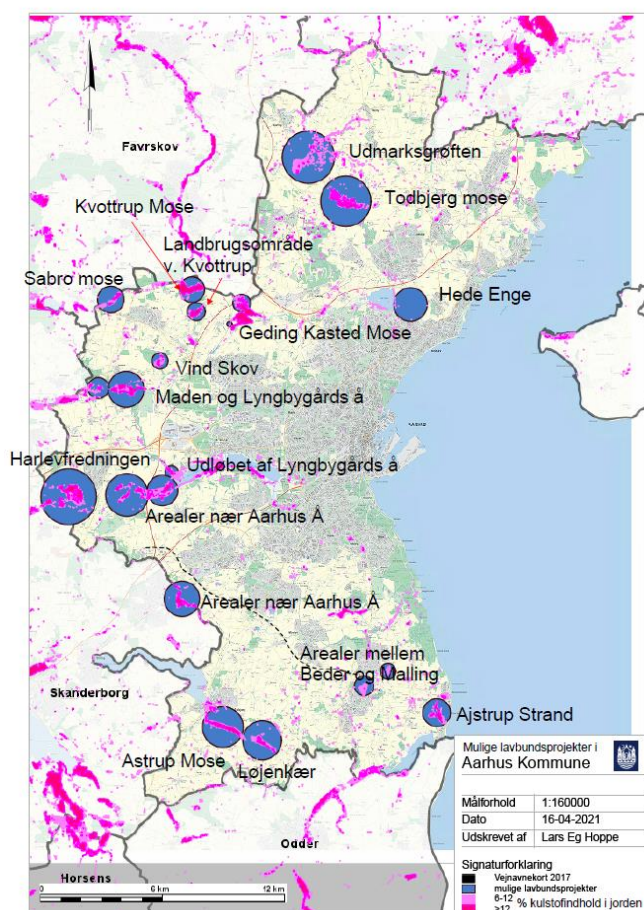 Favrskov
Udmarksgrøften
Kvottrup Mose
Todbjerg mose
Landbrugsområde
v. Kvottrup
Sabro mose
Hede Enge
Geding Kasted Mose
Vind Skov
Maden og Lyngbygårds å
Harlevfredningen
Udløbet af Lyngbygårds å
Arealer nær Aarhus Å
Arealer nær Aarhus Å
Arealer mellem
Beder og Malling
Skanderborg
Ajstrup Strand
Astrup Mose
Løjenkær
Odder
Horsens
0 6 km 12 km
Mulige lavbundsprojekter i
Aarhus Kommune
Målforhold 1:160000
Dato 16-04-2021
Udskrevet af Lars Eg Hoppe
Signaturforklaring
Vejnavnekort 2017
mulige lavbundsprojekter
6-12 % kulstofindhold i jorden
>12